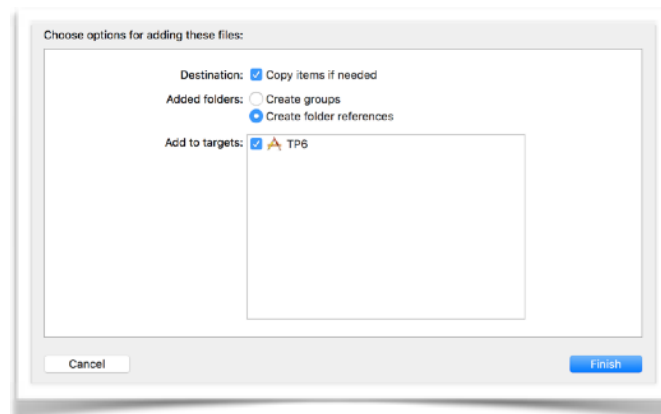 Choose options for adding these files:
Destination: Copy items if needed
Added folders: Create groups
Create folder references
Add to targets: TP6
Cancel Finish